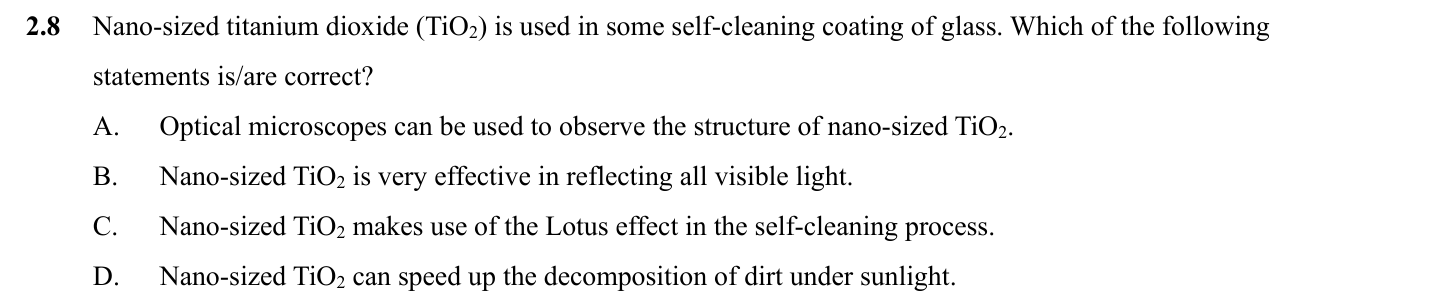 2.8 Nano-sized titanium dioxide (TiO₂) is used in some self-cleaning coating of glass. Which of the following
statements is/are correct?
A. Optical microscopes can be used to observe the structure of nano-sized TiO₂.
B. Nano-sized TiO₂ is very effective in reflecting all visible light.
C. Nano-sized TiO₂ makes use of the Lotus effect in the self-cleaning process.
D. Nano-sized TiO₂ can speed up the decomposition of dirt under sunlight.